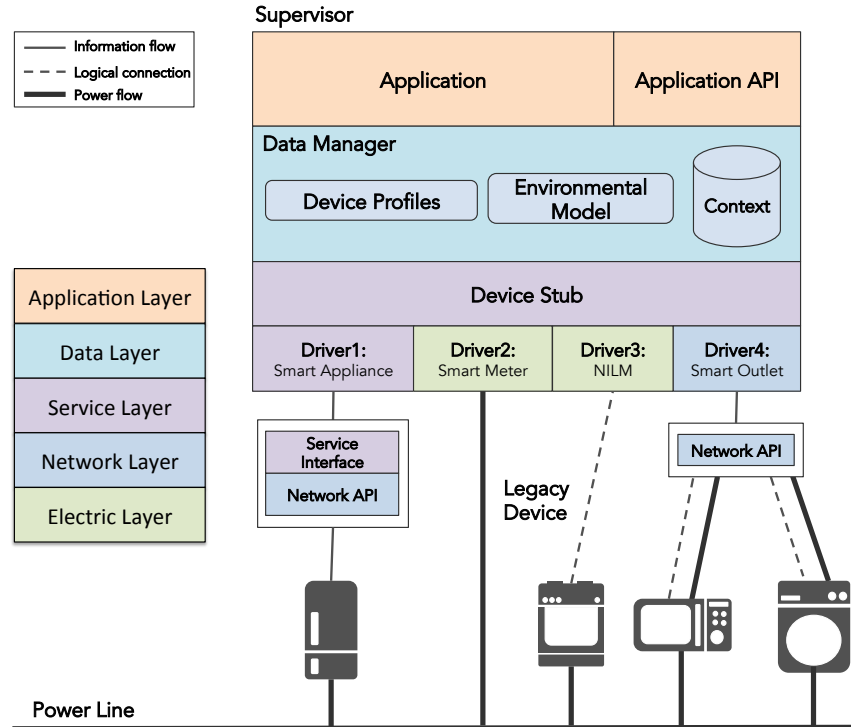 Supervisor
Information flow
Logical connection
Power flow
Application
Application API
Data Manager
Device Profiles
Environmental
Model
Context
Device Stub
Driver1:
Smart Appliance
Driver2:
Smart Meter
Driver3:
NILM
Driver4:
Smart Outlet
Application Layer
Data Layer
Service Layer
Network Layer
Electric Layer
Service
Interface
Network API
Network API
Legacy
Device
Power Line